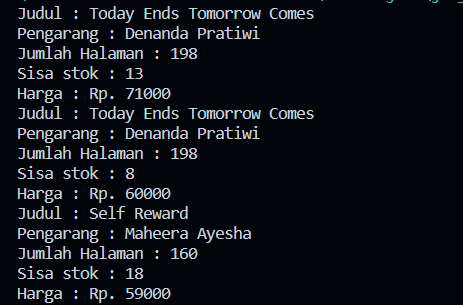 Judul : Today Ends Tomorrow Comes
Pengarang : Denanda Pratiwi
Jumlah Halaman : 198
Sisa stok : 13
Harga : Rp. 71000
Judul : Today Ends Tomorrow Comes
Pengarang : Denanda Pratiwi
Jumlah Halaman : 198
Sisa stok : 8
Harga : Rp. 60000
Judul : Self Reward
Pengarang : Maheera Ayesha
Jumlah Halaman : 160
Sisa stok : 18
Harga : Rp. 59000